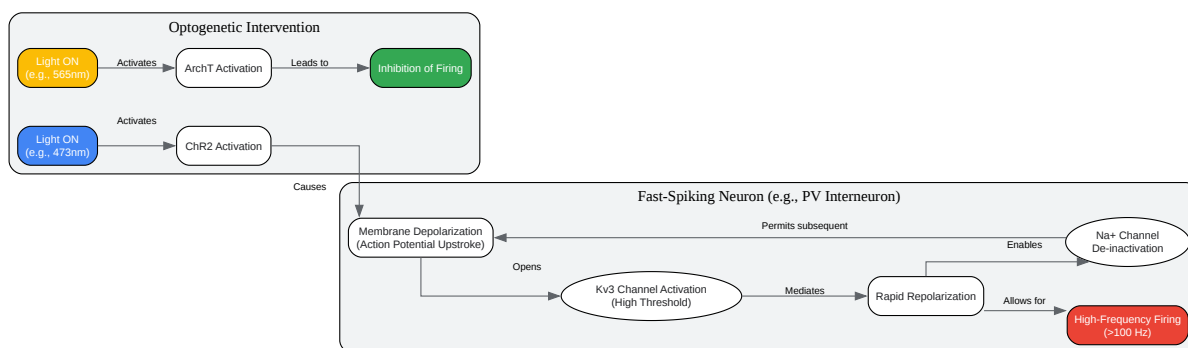 Optogenetic Intervention
Light ON
(e.g., 565nm)
Activates
ArchT Activation
Leads to
Inhibition of Firing
Light ON
(e.g., 473nm)
Activates
ChR2 Activation
Causes
Fast-Spiking Neuron (e.g., PV Interneuron)
Membrane Depolarization
(Action Potential Upstroke)
Permits subsequent
Na+ Channel
De-inactivation
Opens
Kv3 Channel Activation
(High Threshold)
Mediates
Rapid Repolarization
Enables
Allows for
High-Frequency Firing
(>100 Hz)